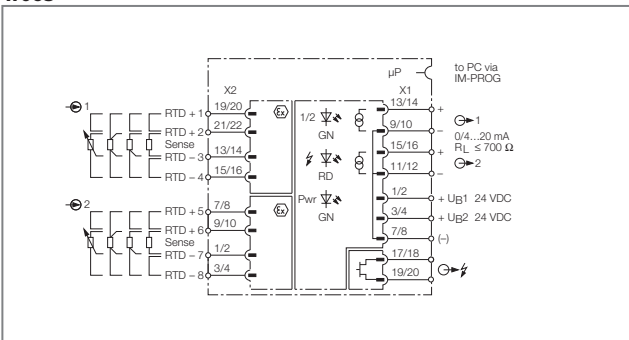 µP
to PC via
IM-PROG
X2
X1
1
RTD + 1 19/20
RTD + 2 21/22
Sense
RTD – 3 13/14
RTD – 4 15/16
Ex
1/2
GN
RD
Pwr
GN
13/14 +
9/10 –
15/16 +
11/12 –
1
0/4...20 mA
RL ≤ 700 Ω
2
1/2 + UB1 24 VDC
3/4 + UB2 24 VDC
7/8 (–)
17/18
19/20
2
RTD + 5 7/8
RTD + 6 9/10
Sense
RTD – 7 1/2
RTD – 8 3/4
Ex